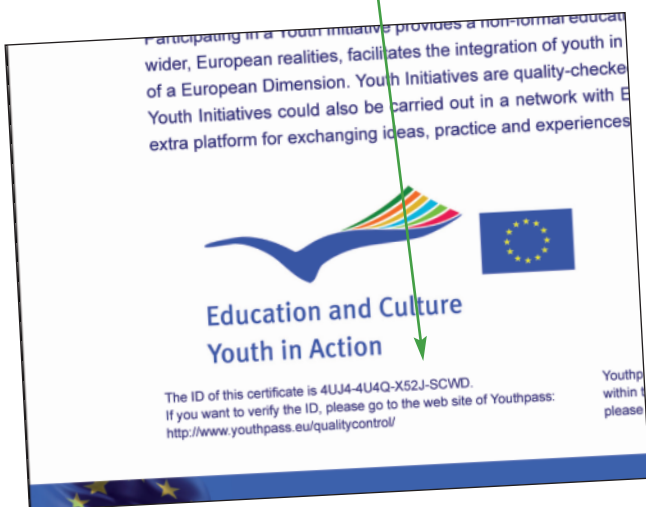 Participating in a Youth Initiative provides a non-formal educati
wider, European realities, facilitates the integration of youth in
of a European Dimension. Youth Initiatives are quality-checke
Youth Initiatives could also be carried out in a network with E
extra platform for exchanging ideas, practice and experiences
Education and Culture
Youth in Action
The ID of this certificate is 4UJ4-4U4Q-X52J-SCWD.
If you want to verify the ID, please go to the web site of Youthpass:
http://www.youthpass.eu/qualitycontrol/
Youthp
within t
please